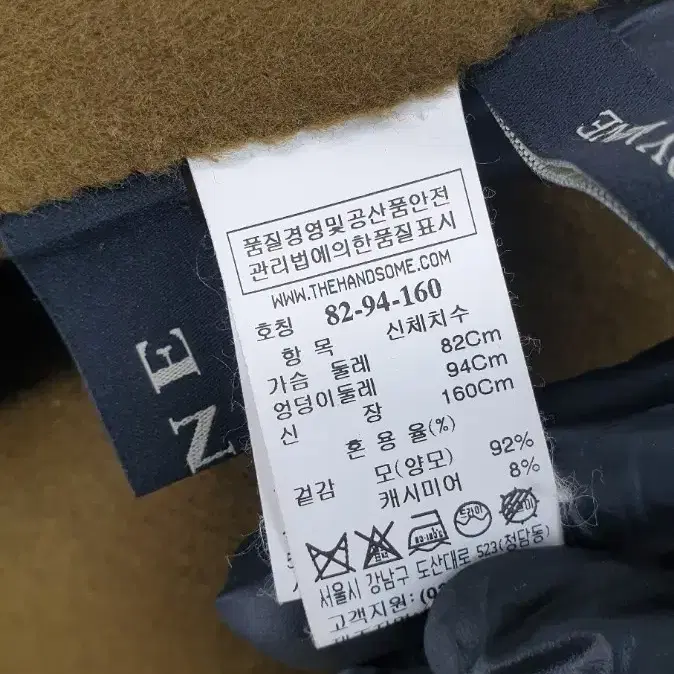 품질경영및공산품안전
관리법에의한품질표시
WWW.THEHANDSOME.COM
호칭 82-94-160
항 목 신체치수
가슴 둘레 82Cm
엉덩이둘레 94Cm
신 장 160Cm
혼 용 율(%)
겉감 모(양모) 92%
캐시미어 8%
드라이
서울시 강남구 도산대로 523(청담동)
고객지원:
NE